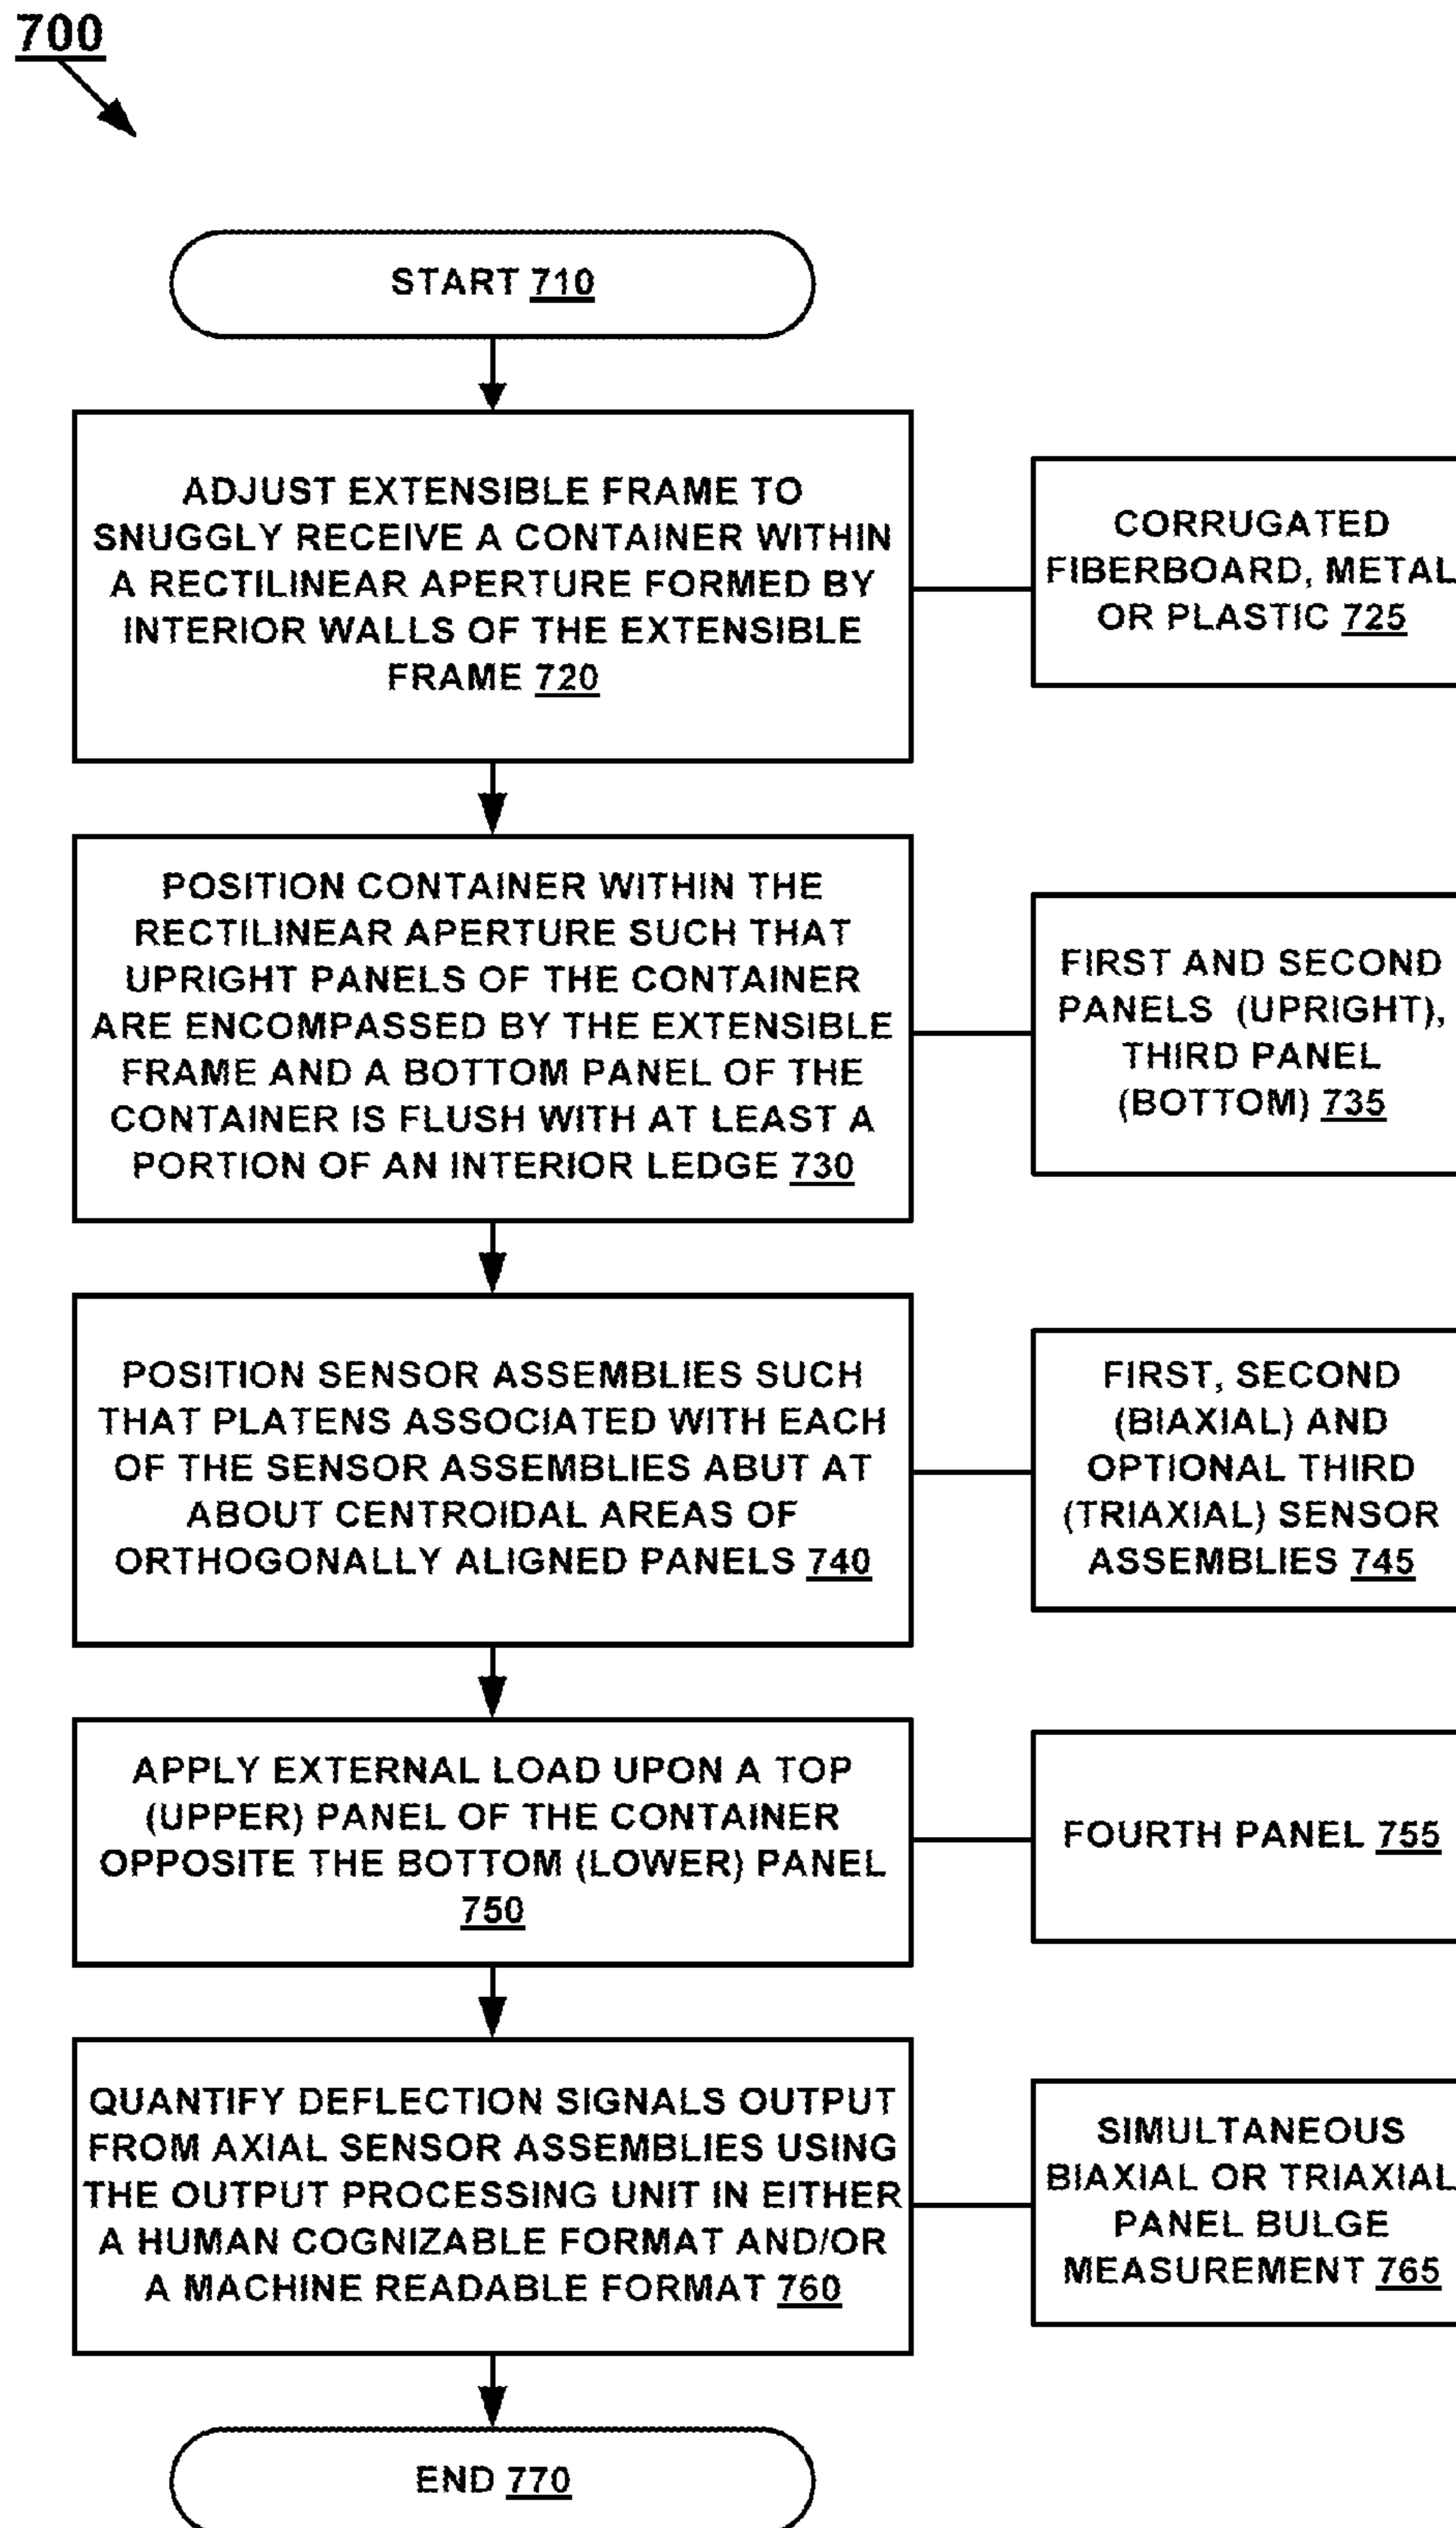 700
START 710
ADJUST EXTENSIBLE FRAME TO
SNUGGLY RECEIVE A CONTAINER WITHIN
A RECTILINEAR APERTURE FORMED BY
INTERIOR WALLS OF THE EXTENSIBLE
FRAME 720
CORRUGATED
FIBERBOARD, METAL
OR PLASTIC 725
POSITION CONTAINER WITHIN THE
RECTILINEAR APERTURE SUCH THAT
UPRIGHT PANELS OF THE CONTAINER
ARE ENCOMPASSED BY THE EXTENSIBLE
FRAME AND A BOTTOM PANEL OF THE
CONTAINER IS FLUSH WITH AT LEAST A
PORTION OF AN INTERIOR LEDGE 730
FIRST AND SECOND
PANELS (UPRIGHT),
THIRD PANEL
(BOTTOM) 735
POSITION SENSOR ASSEMBLIES SUCH
THAT PLATENS ASSOCIATED WITH EACH
OF THE SENSOR ASSEMBLIES ABUT AT
ABOUT CENTROIDAL AREAS OF
ORTHOGONALLY ALIGNED PANELS 740
FIRST, SECOND
(BIAXIAL) AND
OPTIONAL THIRD
(TRIAXIAL) SENSOR
ASSEMBLIES 745
APPLY EXTERNAL LOAD UPON A TOP
(UPPER) PANEL OF THE CONTAINER
OPPOSITE THE BOTTOM (LOWER) PANEL
750
FOURTH PANEL 755
QUANTIFY DEFLECTION SIGNALS OUTPUT
FROM AXIAL SENSOR ASSEMBLIES USING
THE OUTPUT PROCESSING UNIT IN EITHER
A HUMAN COGNIZABLE FORMAT AND/OR
A MACHINE READABLE FORMAT 760
SIMULTANEOUS
BIAXIAL OR TRIAXIAL
PANEL BULGE
MEASUREMENT 765
END 770